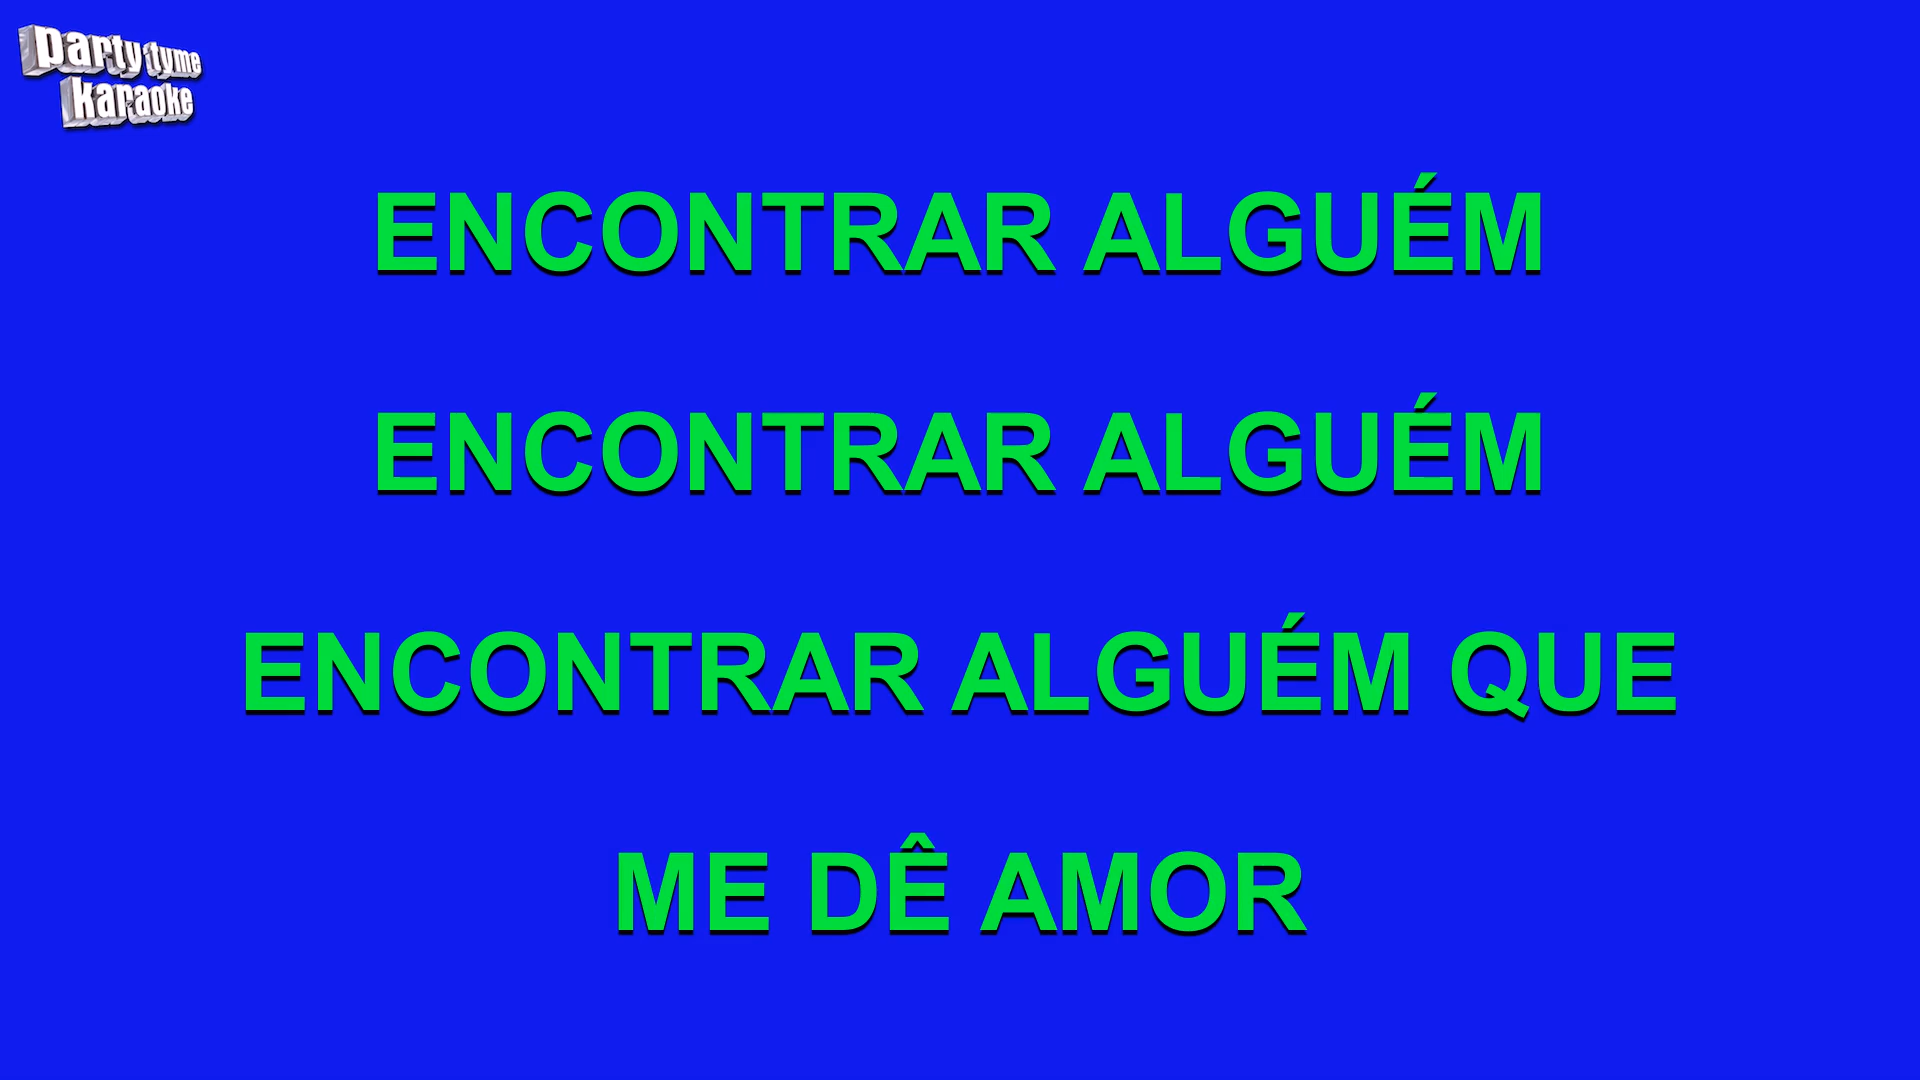 party tyme
karaoke
ENCONTRAR ALGUÉM
ENCONTRAR ALGUÉM
ENCONTRAR ALGUÉM QUE
ME DÊ AMOR